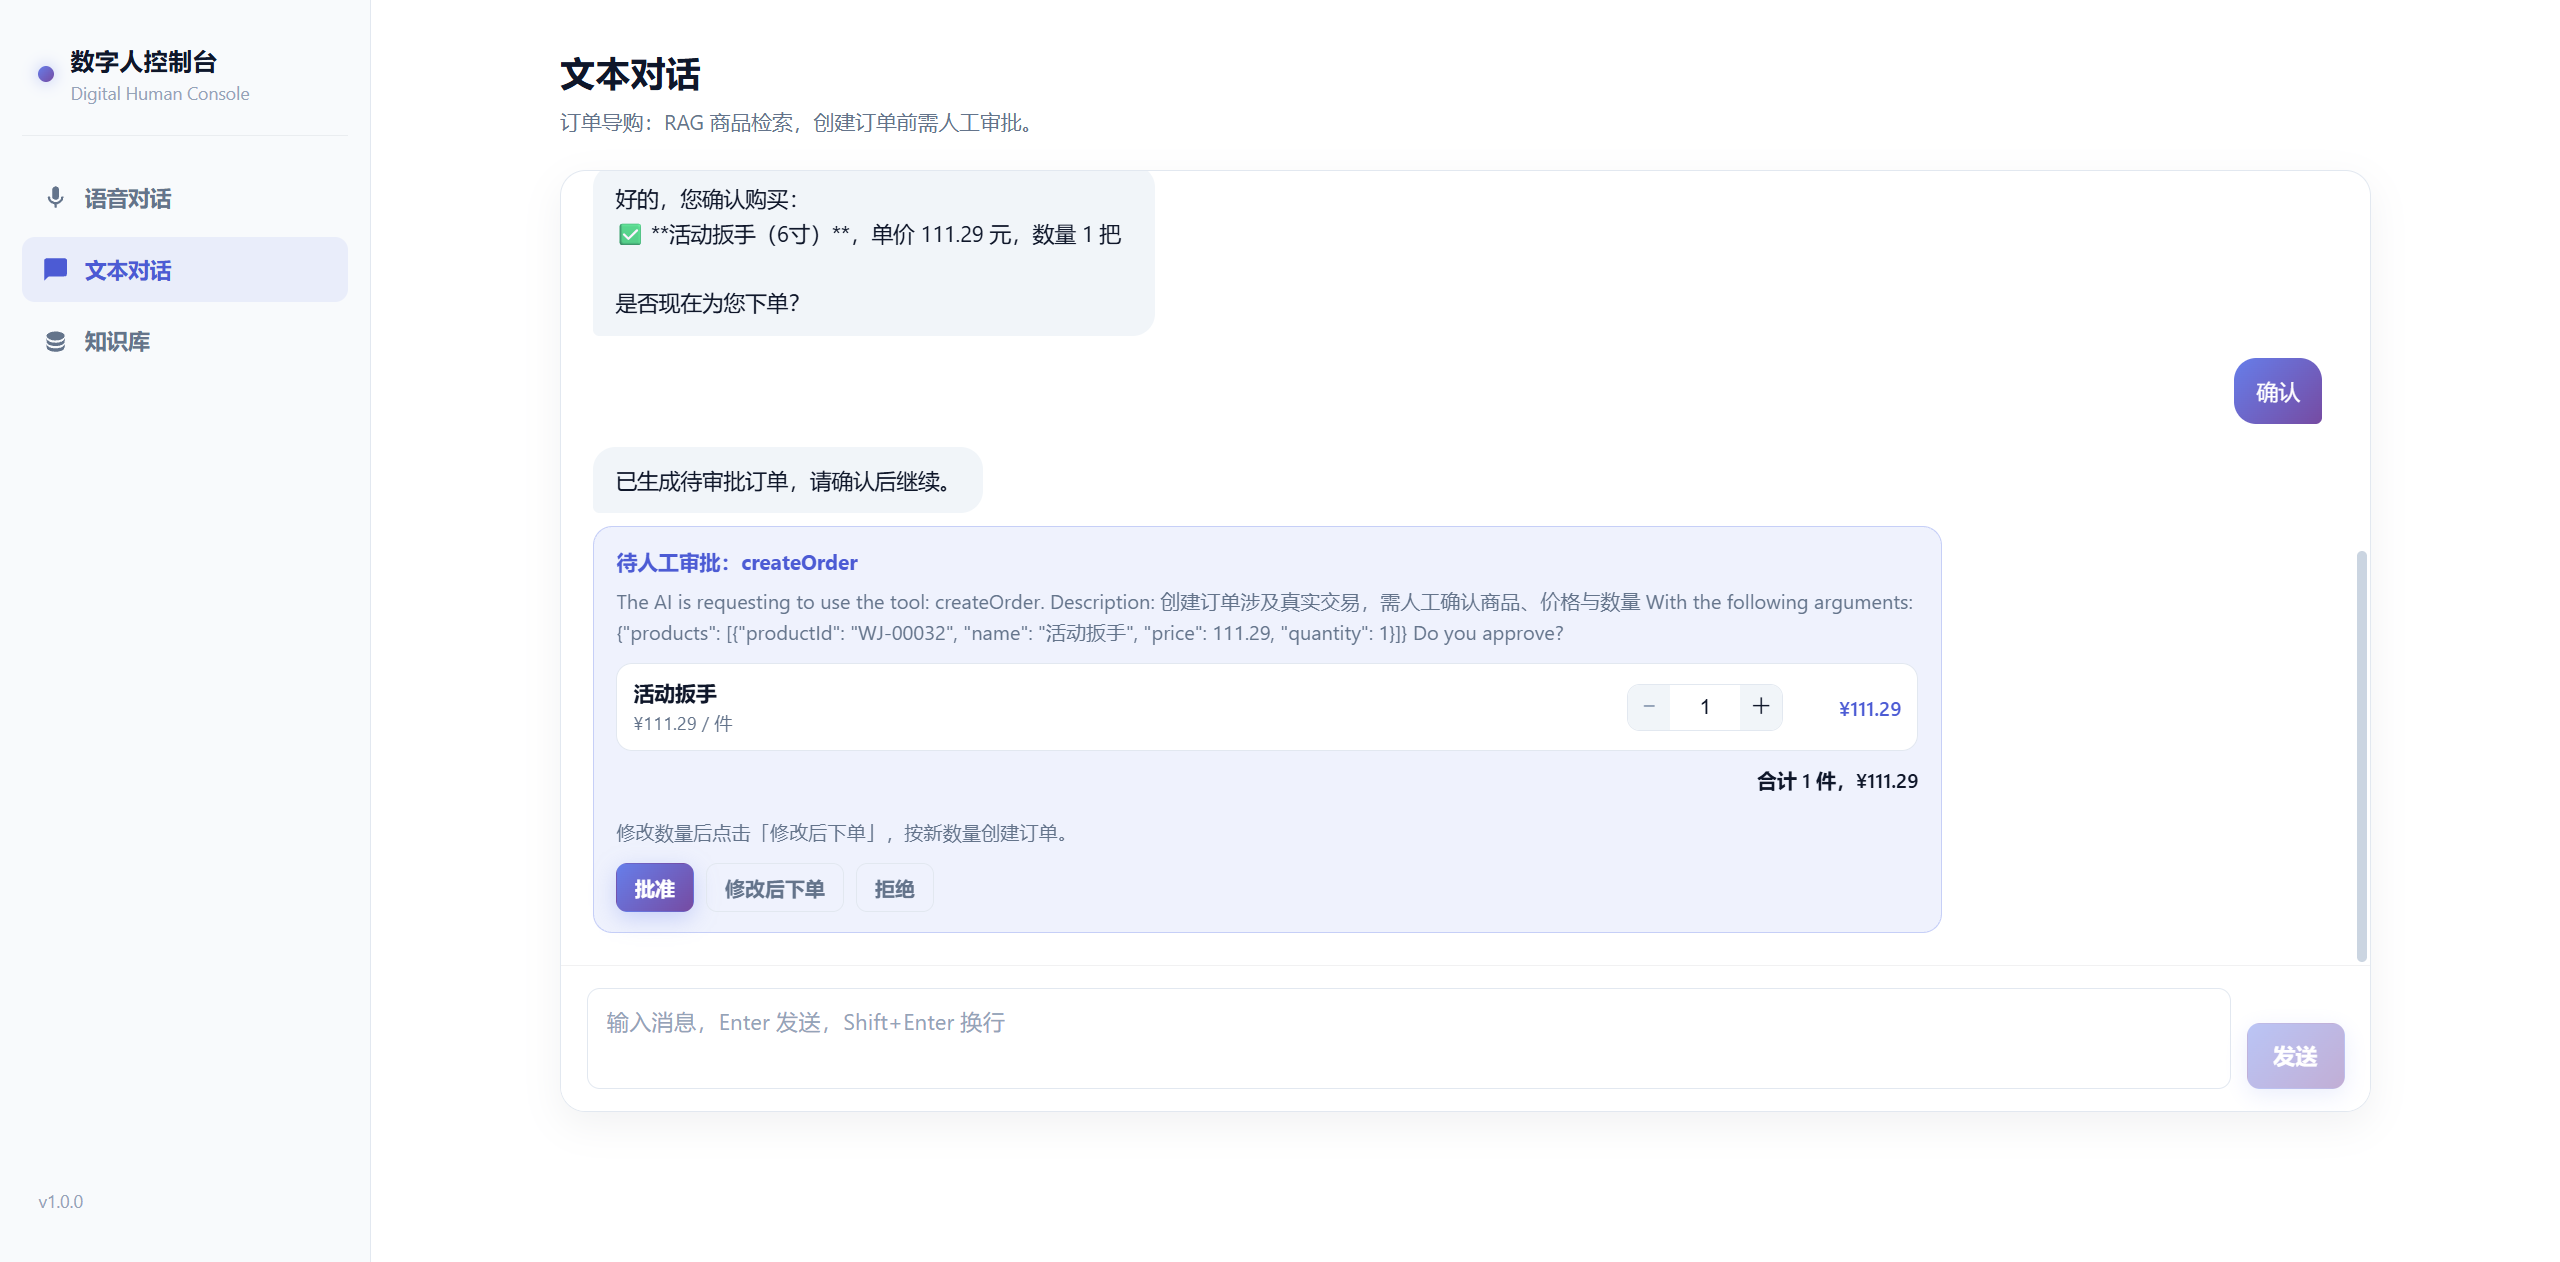 数字人控制台
Digital Human Console
语音对话
文本对话
知识库
v1.0.0
文本对话
订单导购：RAG 商品检索，创建订单前需人工审批。
好的，您确认购买：
✅ **活动扳手（6寸）**，单价 111.29 元，数量 1 把
是否现在为您下单？
确认
已生成待审批订单，请确认后继续。
待人工审批：createOrder
The AI is requesting to use the tool: createOrder. Description: 创建订单涉及真实交易，需人工确认商品、价格与数量 With the following arguments:
{"products": [{"productId": "WJ-00032", "name": "活动扳手", "price": 111.29, "quantity": 1}]} Do you approve?
活动扳手
¥111.29 / 件
− 1 + ¥111.29
合计 1 件，¥111.29
修改数量后点击「修改后下单」，按新数量创建订单。
批准 修改后下单 拒绝
输入消息，Enter 发送，Shift+Enter 换行
发送